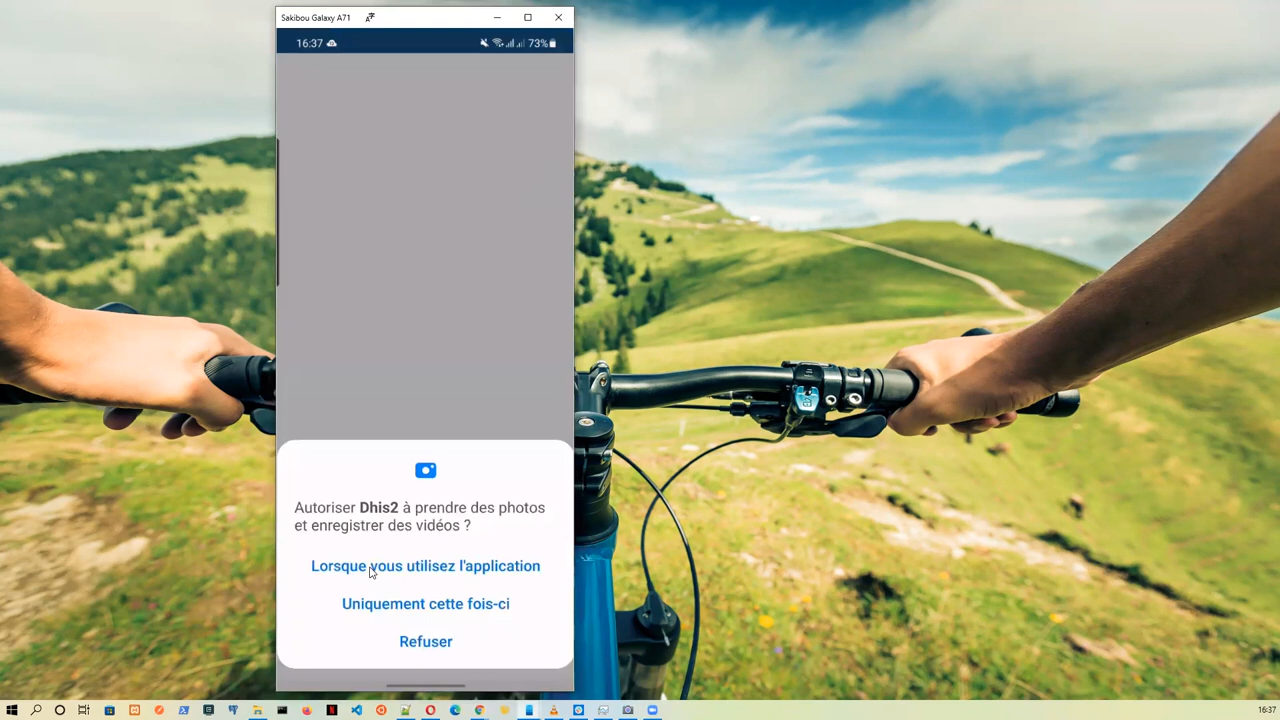 Sakibou Galaxy A71
16:37
73%
Autoriser Dhis2 à prendre des photos
et enregistrer des vidéos ?
Lorsque vous utilisez l'application
Uniquement cette fois-ci
Refuser
16:37